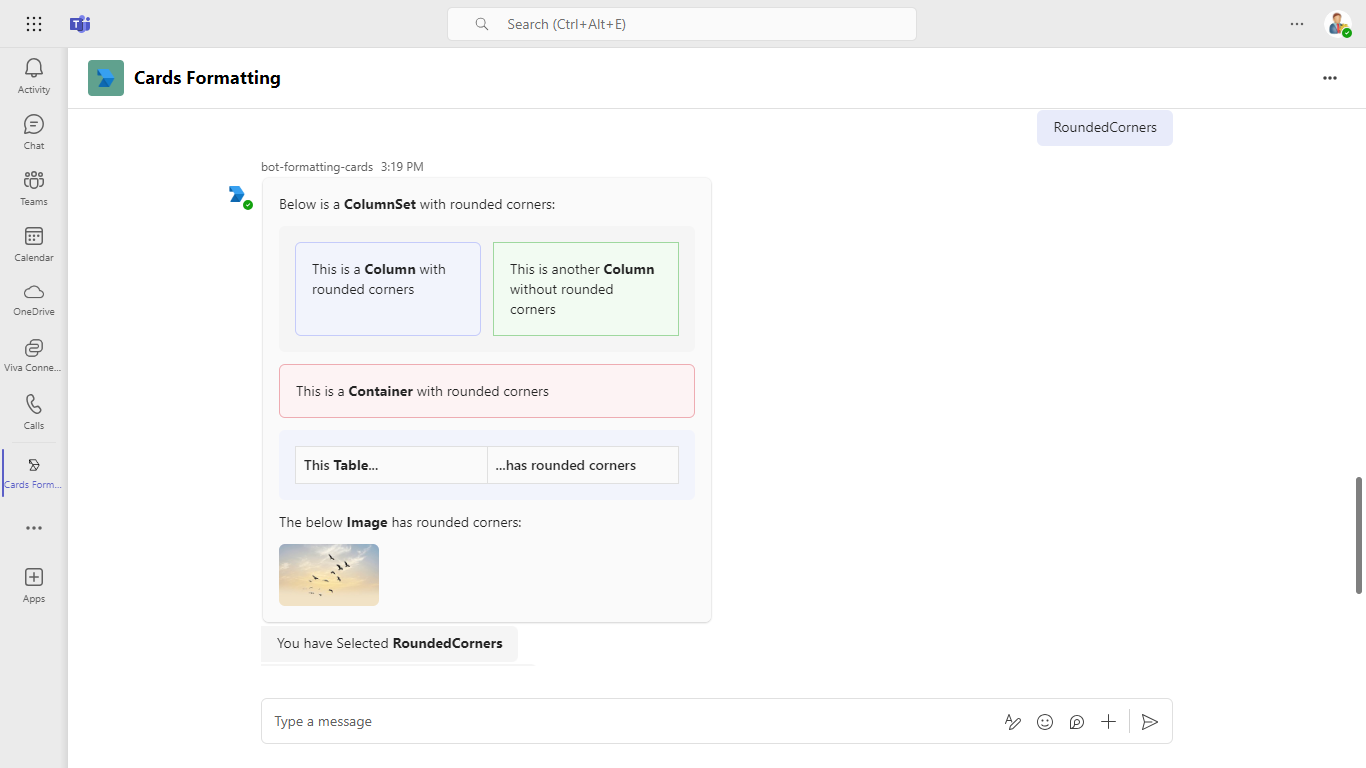 Search (Ctrl+Alt+E)
Activity
Chat
Teams
Calendar
OneDrive
Viva Conne...
Calls
Cards Form...
Apps
Cards Formatting
RoundedCorners
bot-formatting-cards 3:19 PM
Below is a ColumnSet with rounded corners:
This is a Column with
rounded corners
This is another Column
without rounded
corners
This is a Container with rounded corners
This Table...
...has rounded corners
The below Image has rounded corners:
You have Selected RoundedCorners
Type a message